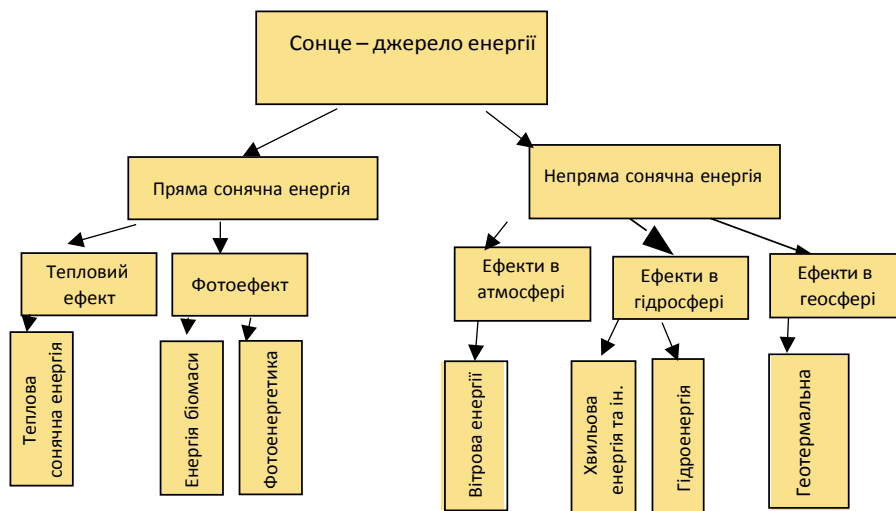 Сонце – джерело енергії
Пряма сонячна енергія
Непряма сонячна енергія
Тепловий
ефект
Фотоефект
Ефекти в
атмосфері
Ефекти в
гідросфері
Ефекти в
геосфері
Теплова
сонячна енергія
Енергія біомаси
Фотоенергетика
Вітрова енергії
Хвильова
енергія та ін.
Гідроенергія
Геотермальна